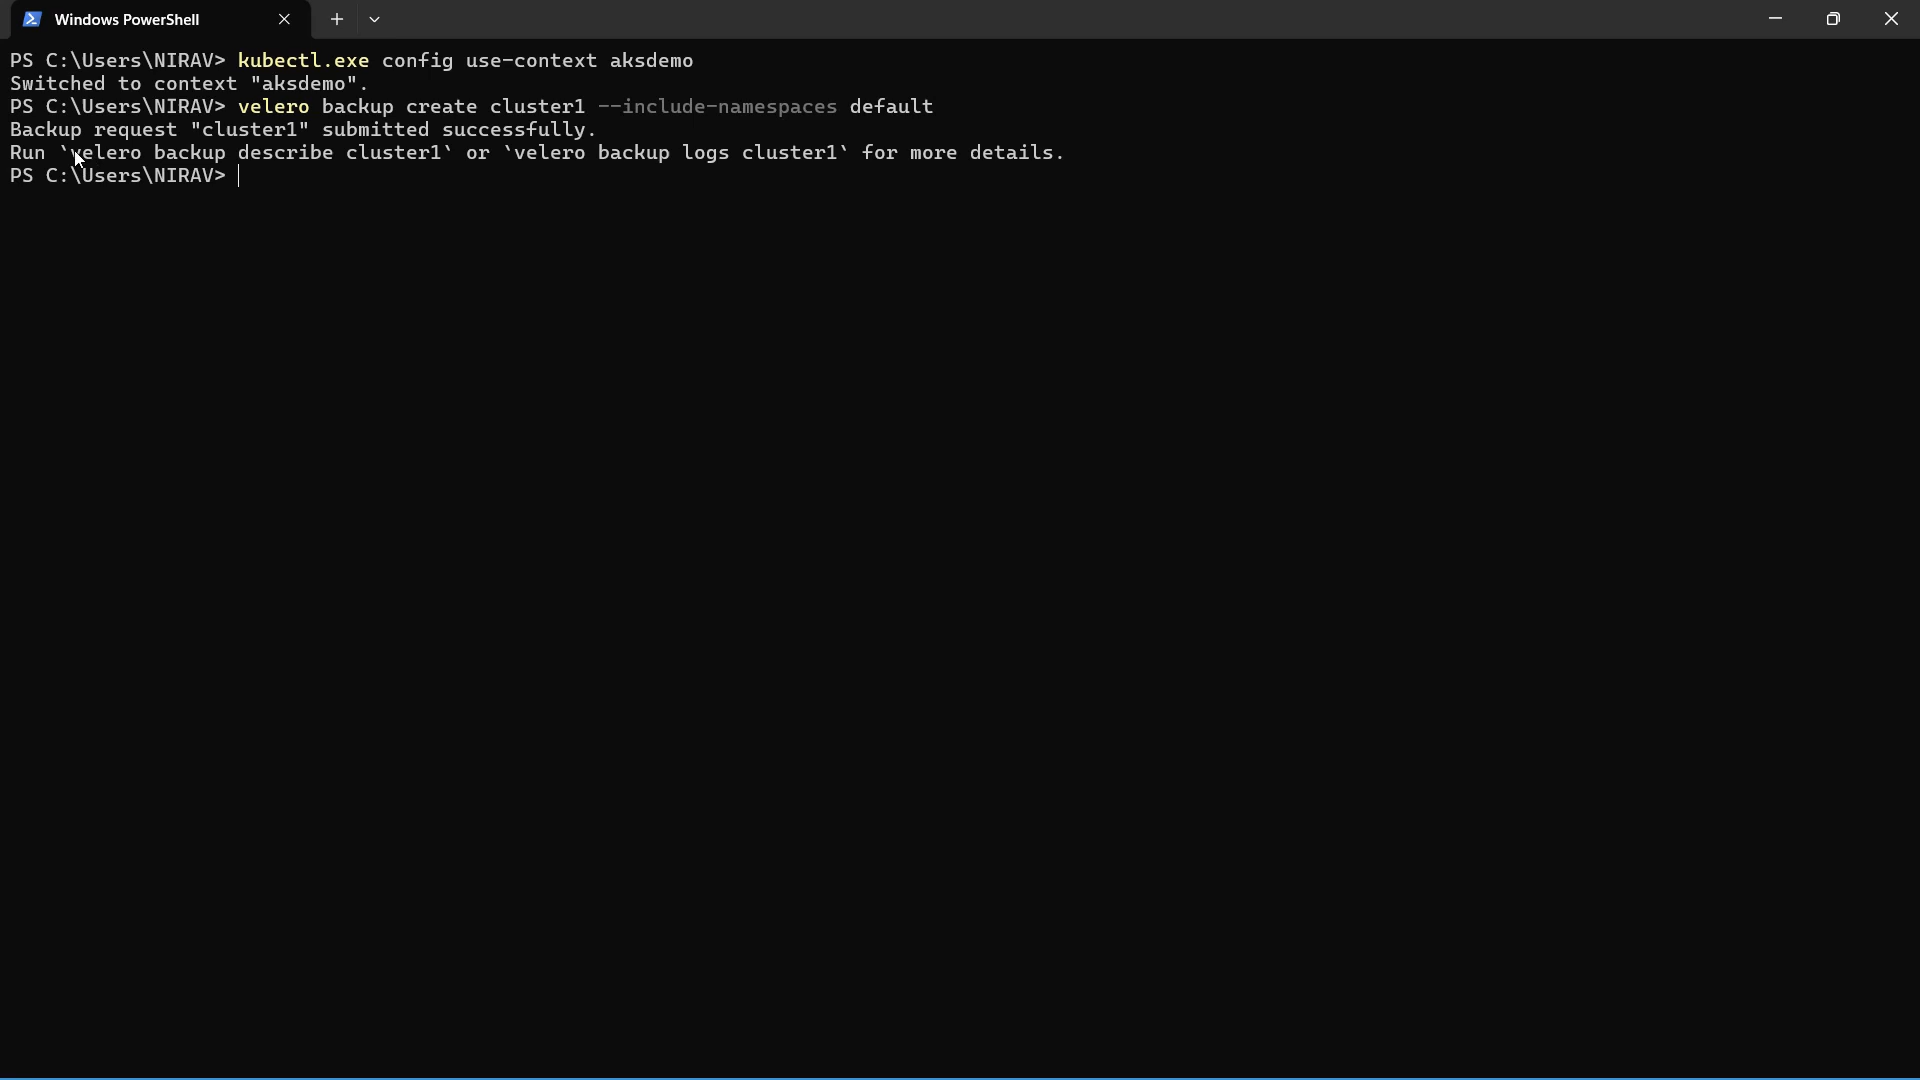 Windows PowerShell
PS C:\Users\NIRAV> kubectl.exe config use-context aksdemo
Switched to context "aksdemo".
PS C:\Users\NIRAV> velero backup create cluster1 --include-namespaces default
Backup request "cluster1" submitted successfully.
Run `velero backup describe cluster1` or `velero backup logs cluster1` for more details.
PS C:\Users\NIRAV>